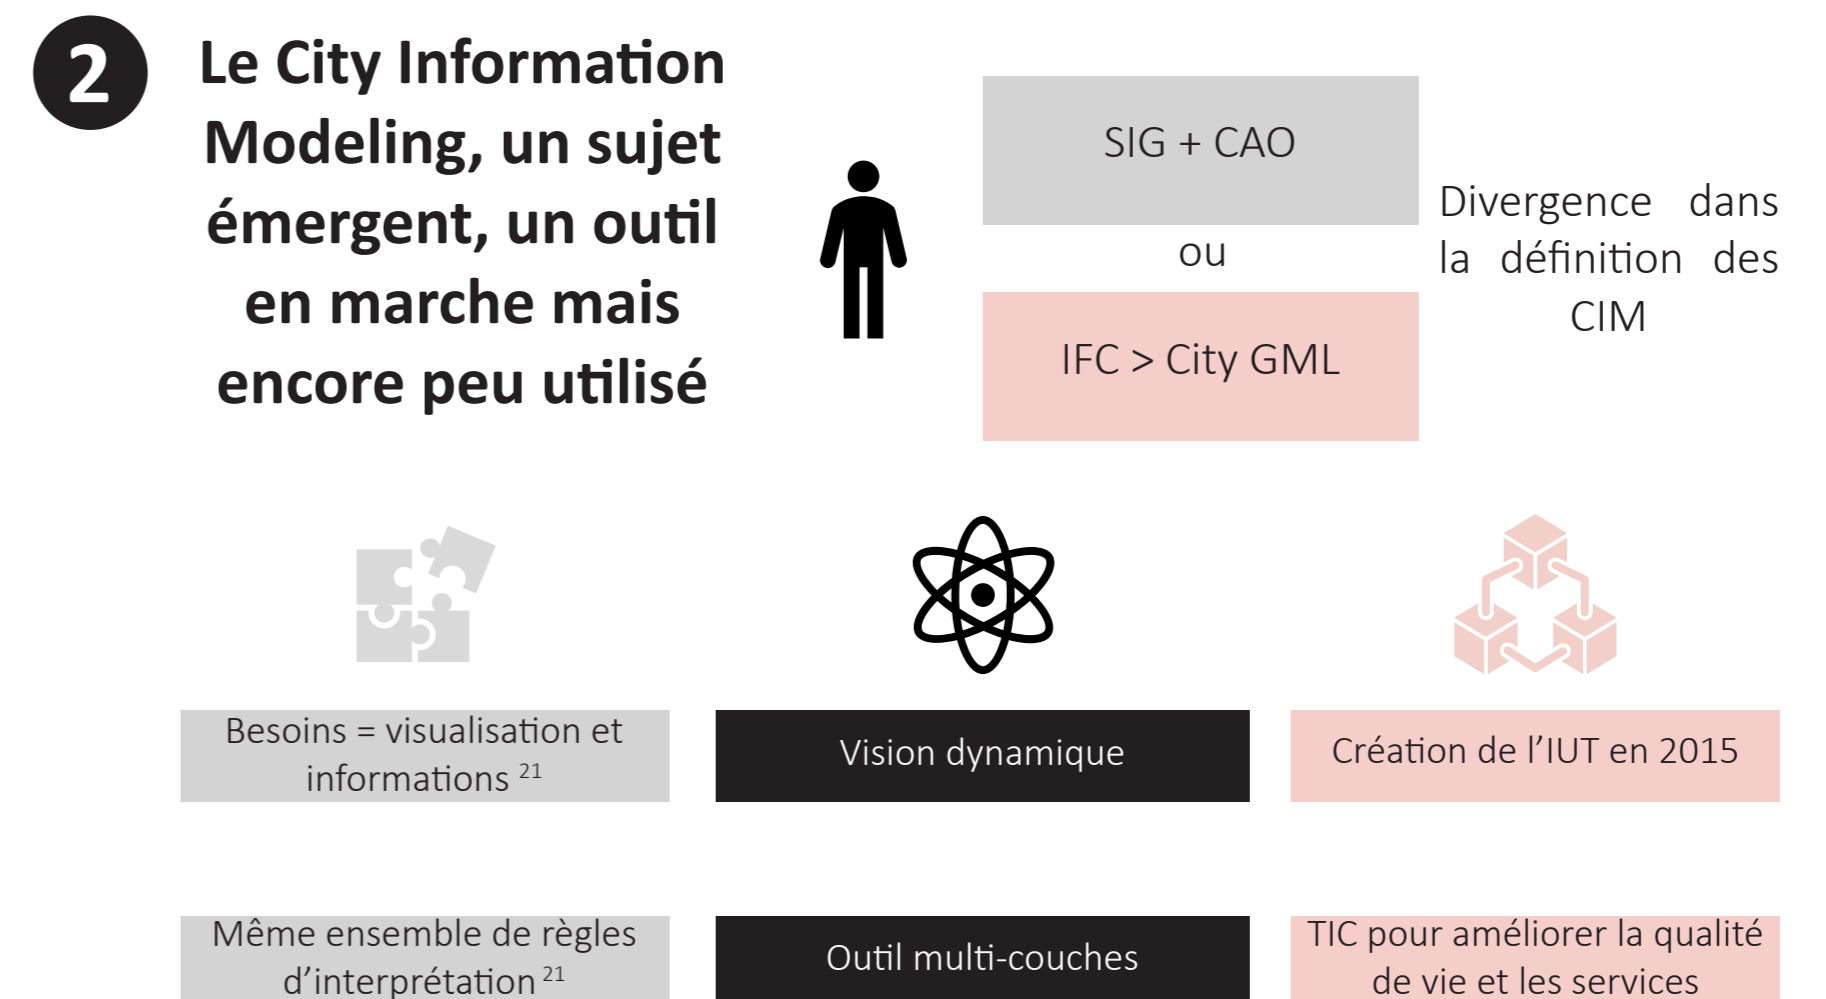 2
Le City Information
Modeling, un sujet
émergent, un outil
en marche mais
encore peu utilisé
SIG + CAO
ou
IFC > City GML
Divergence dans
la définition des
CIM
Besoins = visualisation et
informations 21
Vision dynamique
Création de l'IUT en 2015
Même ensemble de règles
d'interprétation 21
Outil multi-couches
TIC pour améliorer la qualité
de vie et les services